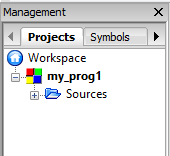 Management
Projects Symbols
Workspace
my_prog1
Sources